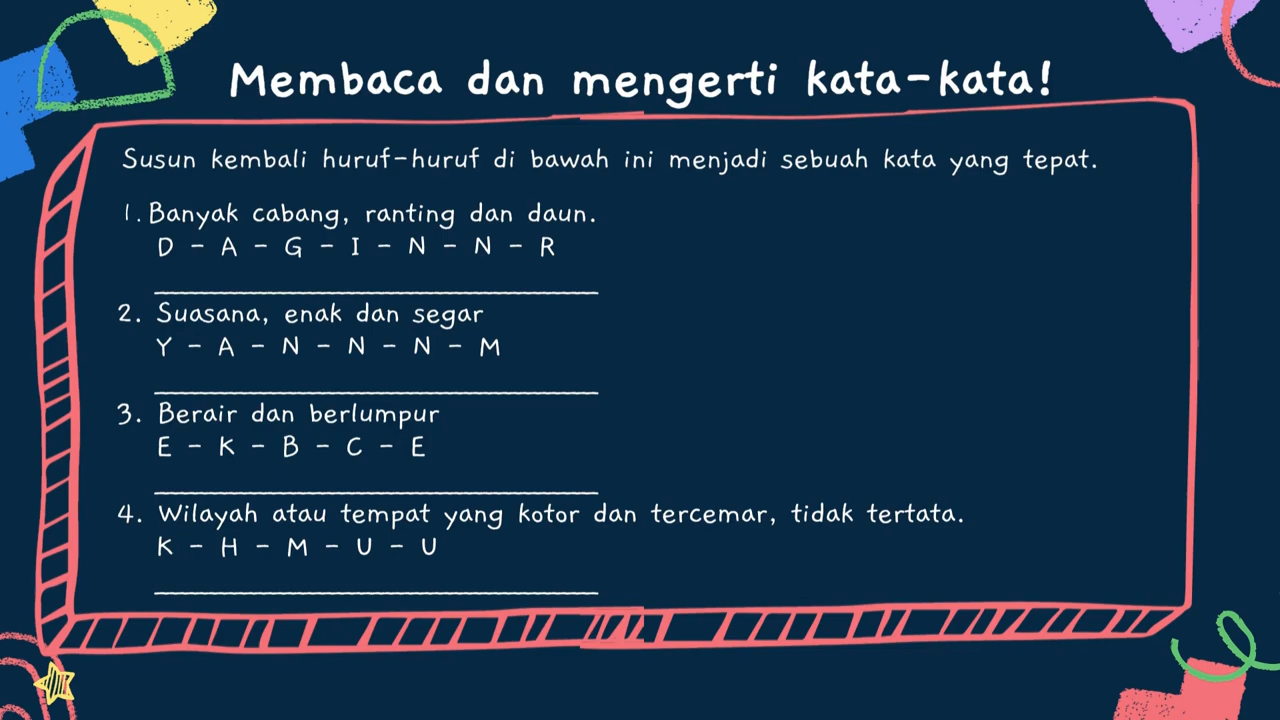 Membaca dan mengerti kata-kata!
Susun kembali huruf-huruf di bawah ini menjadi sebuah kata yang tepat.
1. Banyak cabang, ranting dan daun.
D - A - G - I - N - N - R
2. Suasana, enak dan segar
Y - A - N - N - N - M
3. Berair dan berlumpur
E - K - B - C - E
4. Wilayah atau tempat yang kotor dan tercemar, tidak tertata.
K - H - M - U - U